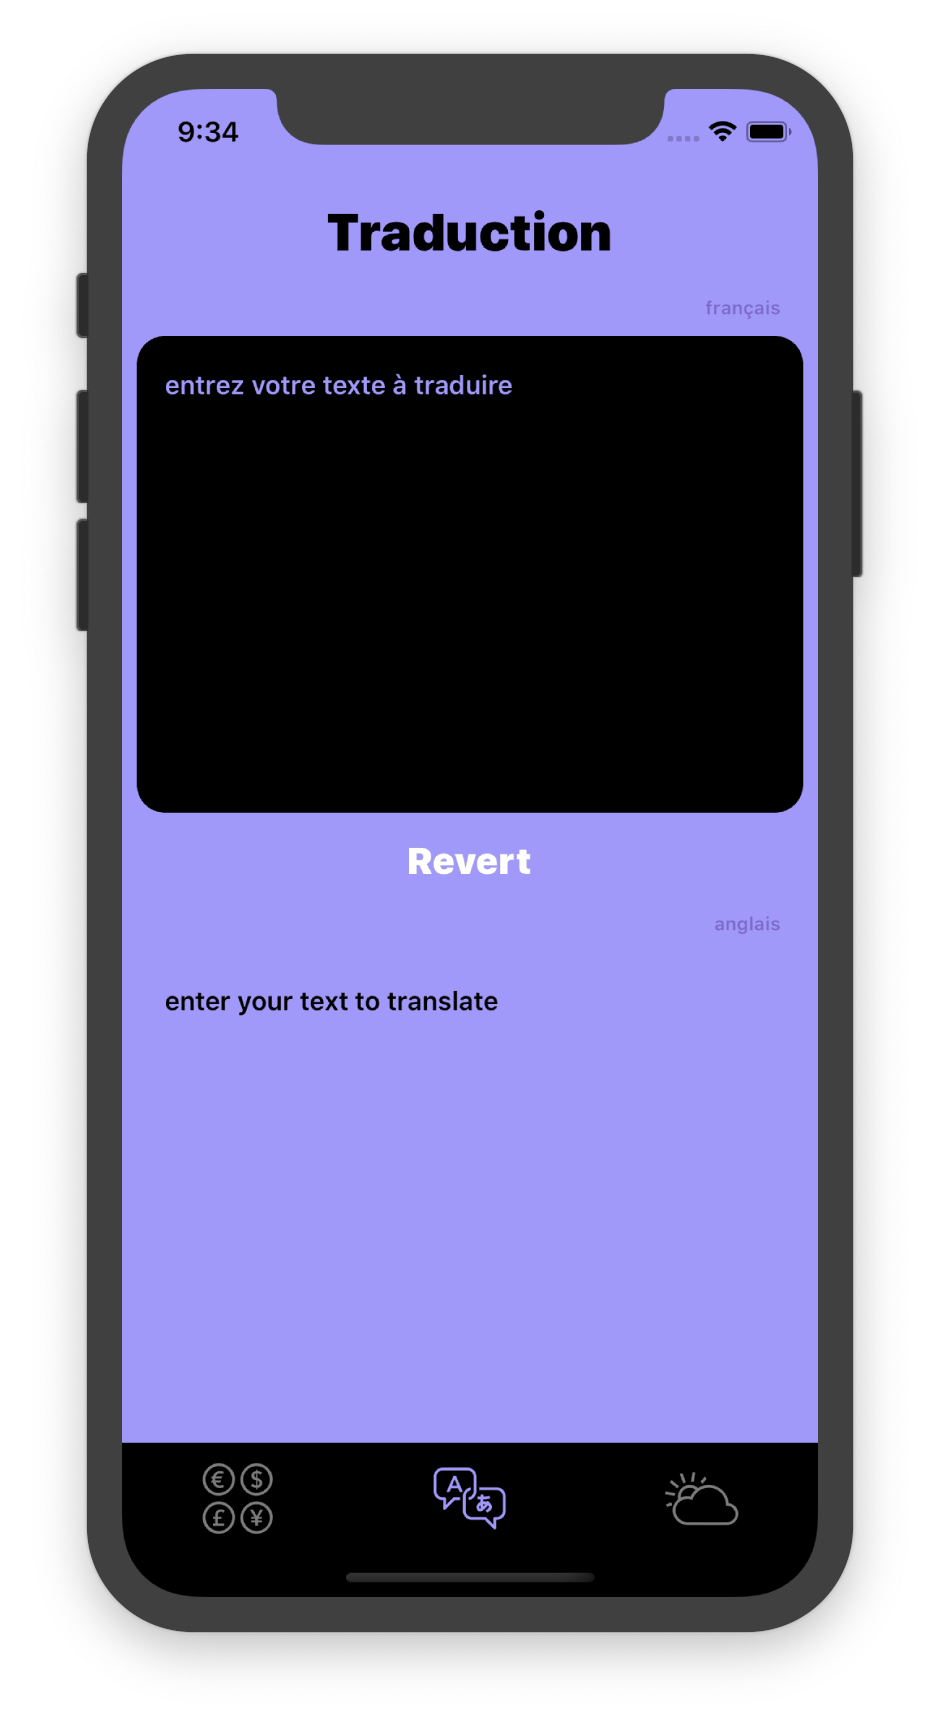 9:34
Traduction
français
entrez votre texte à traduire
Revert
anglais
enter your text to translate
€ $
A
あ
£ ¥